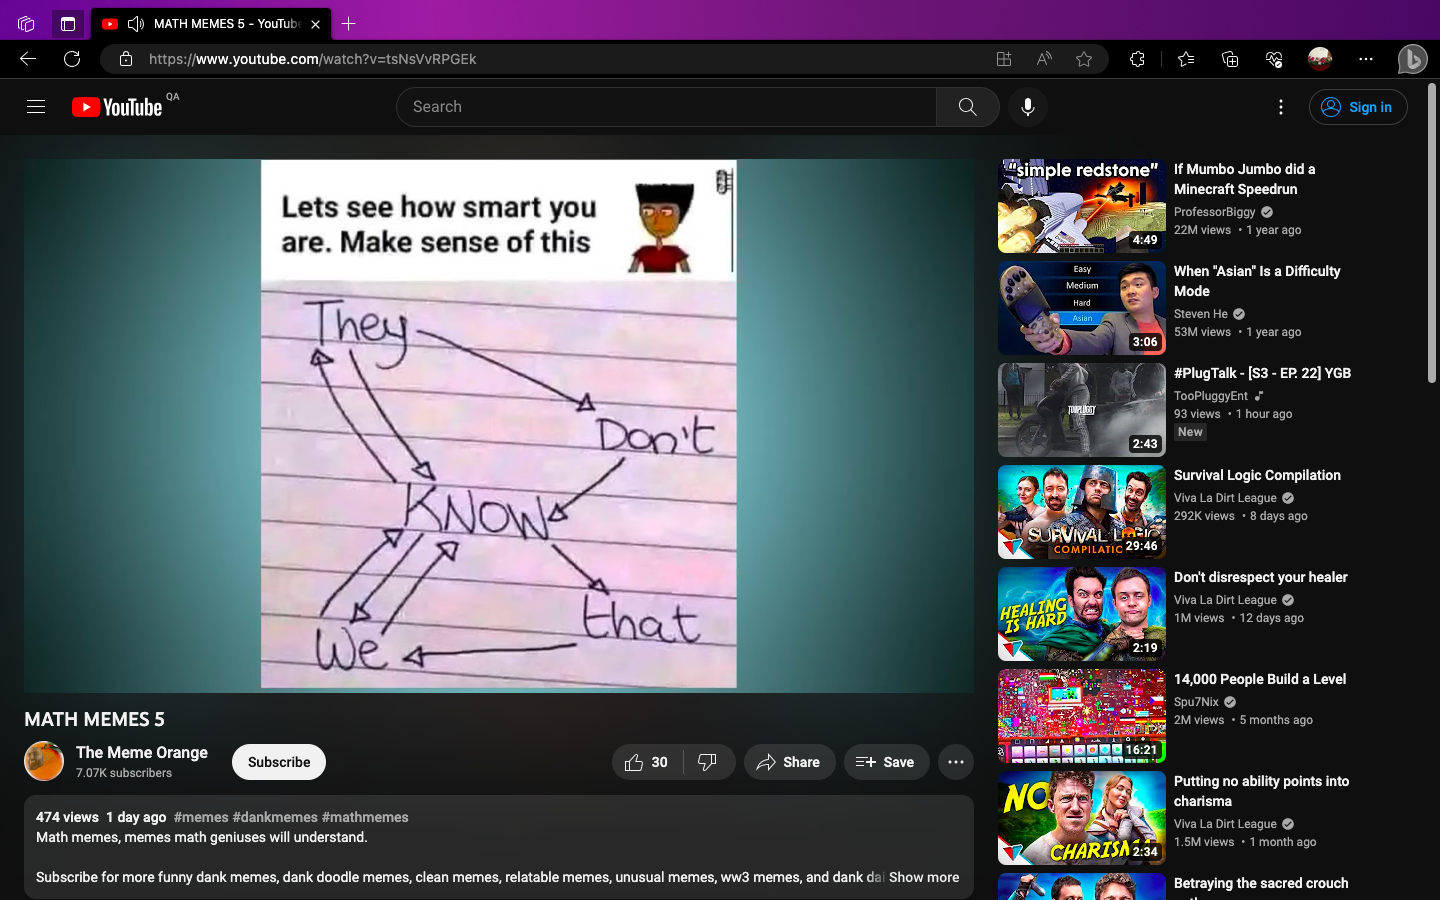 MATH MEMES 5 - YouTube
https://www.youtube.com/watch?v=tsNsVvRPGEk
YouTube QA
Search
Sign in
Lets see how smart you
are. Make sense of this
They
Don't
KNOW
that
We
MATH MEMES 5
The Meme Orange
7.07K subscribers
Subscribe
30
Share
Save
474 views 1 day ago #memes #dankmemes #mathmemes
Math memes, memes math geniuses will understand.
Subscribe for more funny dank memes, dank doodle memes, clean memes, relatable memes, unusual memes, ww3 memes, and dank dai Show more
"simple redstone"
4:49
If Mumbo Jumbo did a
Minecraft Speedrun
ProfessorBiggy
22M views • 1 year ago
Easy
Medium
Hard
Asian
3:06
When "Asian" Is a Difficulty
Mode
Steven He
53M views • 1 year ago
TOOPLUGGY
2:43
#PlugTalk - [S3 - EP. 22] YGB
TooPluggyEnt
93 views • 1 hour ago
New
SURVIVAL LOGIC
COMPILATIC
29:46
Survival Logic Compilation
Viva La Dirt League
292K views • 8 days ago
HEALING
IS HARD
2:19
Don't disrespect your healer
Viva La Dirt League
1M views • 12 days ago
16:21
14,000 People Build a Level
Spu7Nix
2M views • 5 months ago
NO
CHARISMA
2:34
Putting no ability points into
charisma
Viva La Dirt League
1.5M views • 1 month ago
Betraying the sacred crouch